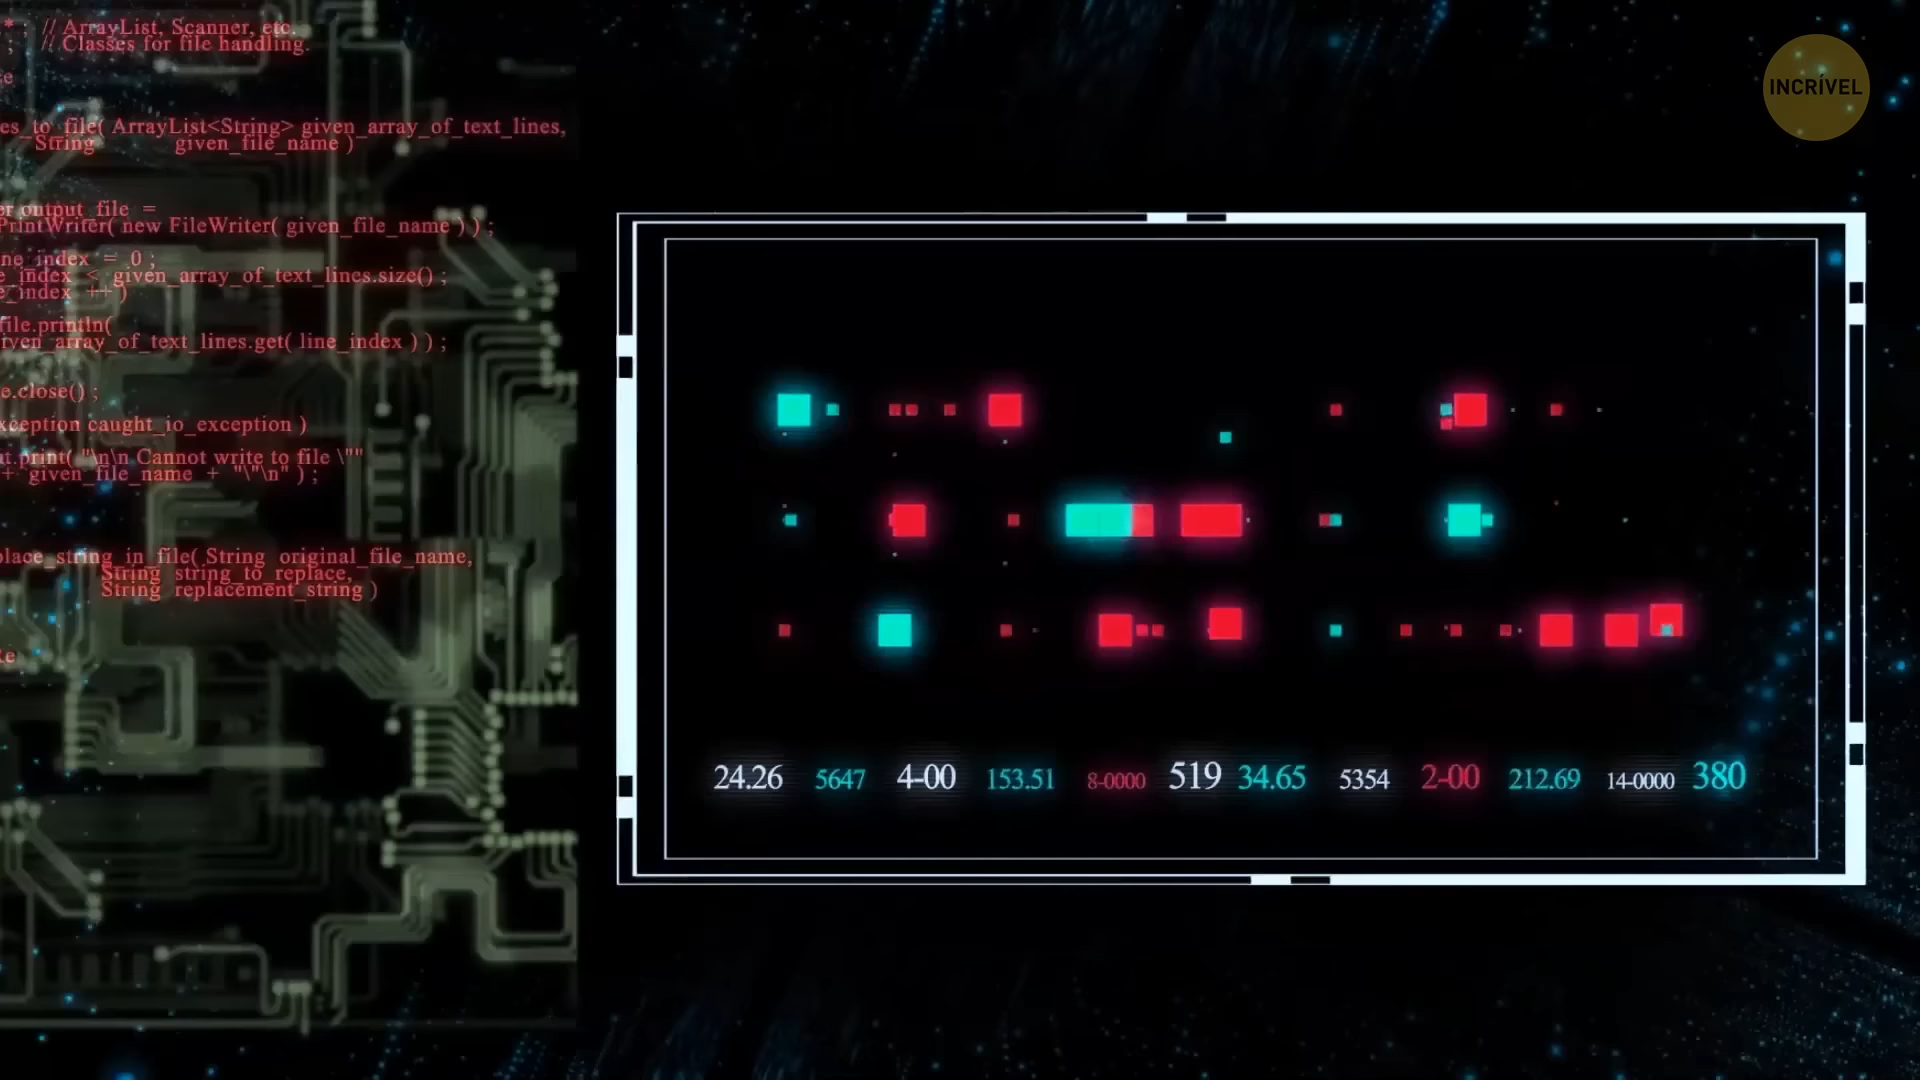 * ; // ArrayList, Scanner, etc.
; // Classes for file handling.
es_to_file( ArrayList<String> given_array_of_text_lines,
String given_file_name )
er output_file =
PrintWriter( new FileWriter( given_file_name ) ) ;
ne_index = 0 ;
e_index < given_array_of_text_lines.size() ;
e_index ++ )
file.println(
iven_array_of_text_lines.get( line_index ) ) ;
e.close() ;
xception caught_io_exception )
ut.print( "\n\n Cannot write to file \""
+ given_file_name + "\"\n" ) ;
place_string_in_file( String original_file_name,
String string_to_replace,
String replacement_string )
INCRÍVEL
24.26 5647 4-00 153.51 8-0000 519 34.65 5354 2-00 212.69 14-0000 380